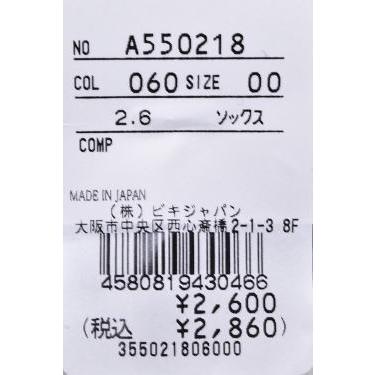 NO A550218
COL 060 SIZE 00
2.6 ソックス
COMP
MADE IN JAPAN
（株）ビキジャパン
大阪市中央区西心斎橋2-1-3 8F
4580819430466
¥2,600
(税込 ¥2,860)
355021806000